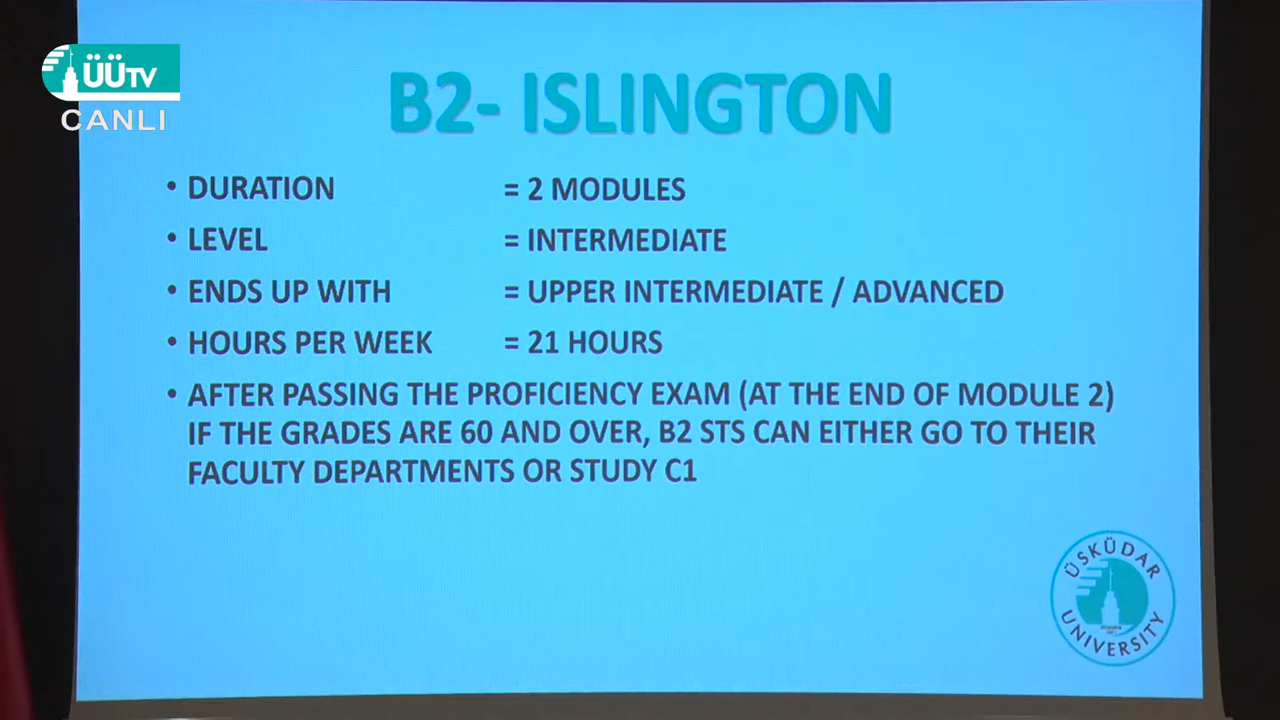 ÜÜTV
CANLI
B2- ISLINGTON
• DURATION = 2 MODULES
• LEVEL = INTERMEDIATE
• ENDS UP WITH = UPPER INTERMEDIATE / ADVANCED
• HOURS PER WEEK = 21 HOURS
• AFTER PASSING THE PROFICIENCY EXAM (AT THE END OF MODULE 2)
IF THE GRADES ARE 60 AND OVER, B2 STS CAN EITHER GO TO THEIR
FACULTY DEPARTMENTS OR STUDY C1
ÜSKÜDAR
UNIVERSITY